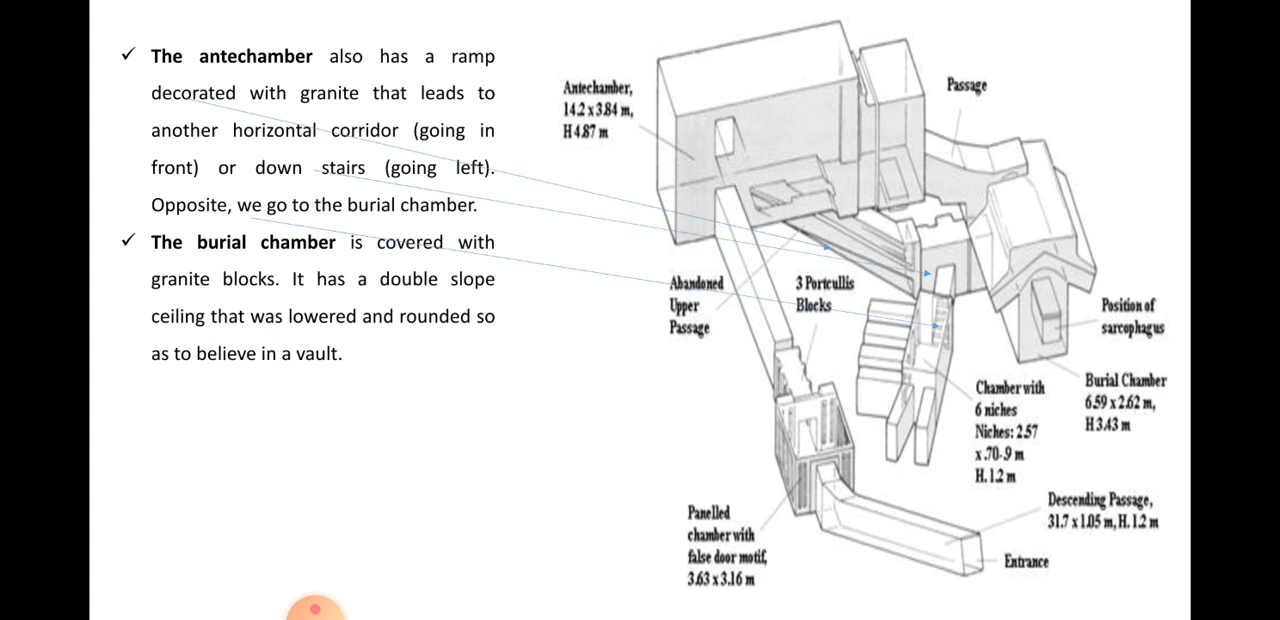 ✓ The antechamber also has a ramp
decorated with granite that leads to
another horizontal corridor (going in
front) or down stairs (going left).
Opposite, we go to the burial chamber.
✓ The burial chamber is covered with
granite blocks. It has a double slope
ceiling that was lowered and rounded so
as to believe in a vault.
Antechamber,
14.2 x 3.84 m,
H 4.87 m
Passage
Abandoned
Upper
Passage
3 Portcullis
Blocks
Position of
sarcophagus
Burial Chamber
6.59 x 2.62 m,
H 3.43 m
Chamber with
6 niches
Niches: 2.57
x .70-.9 m
H. 1.2 m
Descending Passage,
31.7 x 1.05 m, H. 1.2 m
Panelled
chamber with
false door motif,
3.63 x 3.16 m
Entrance